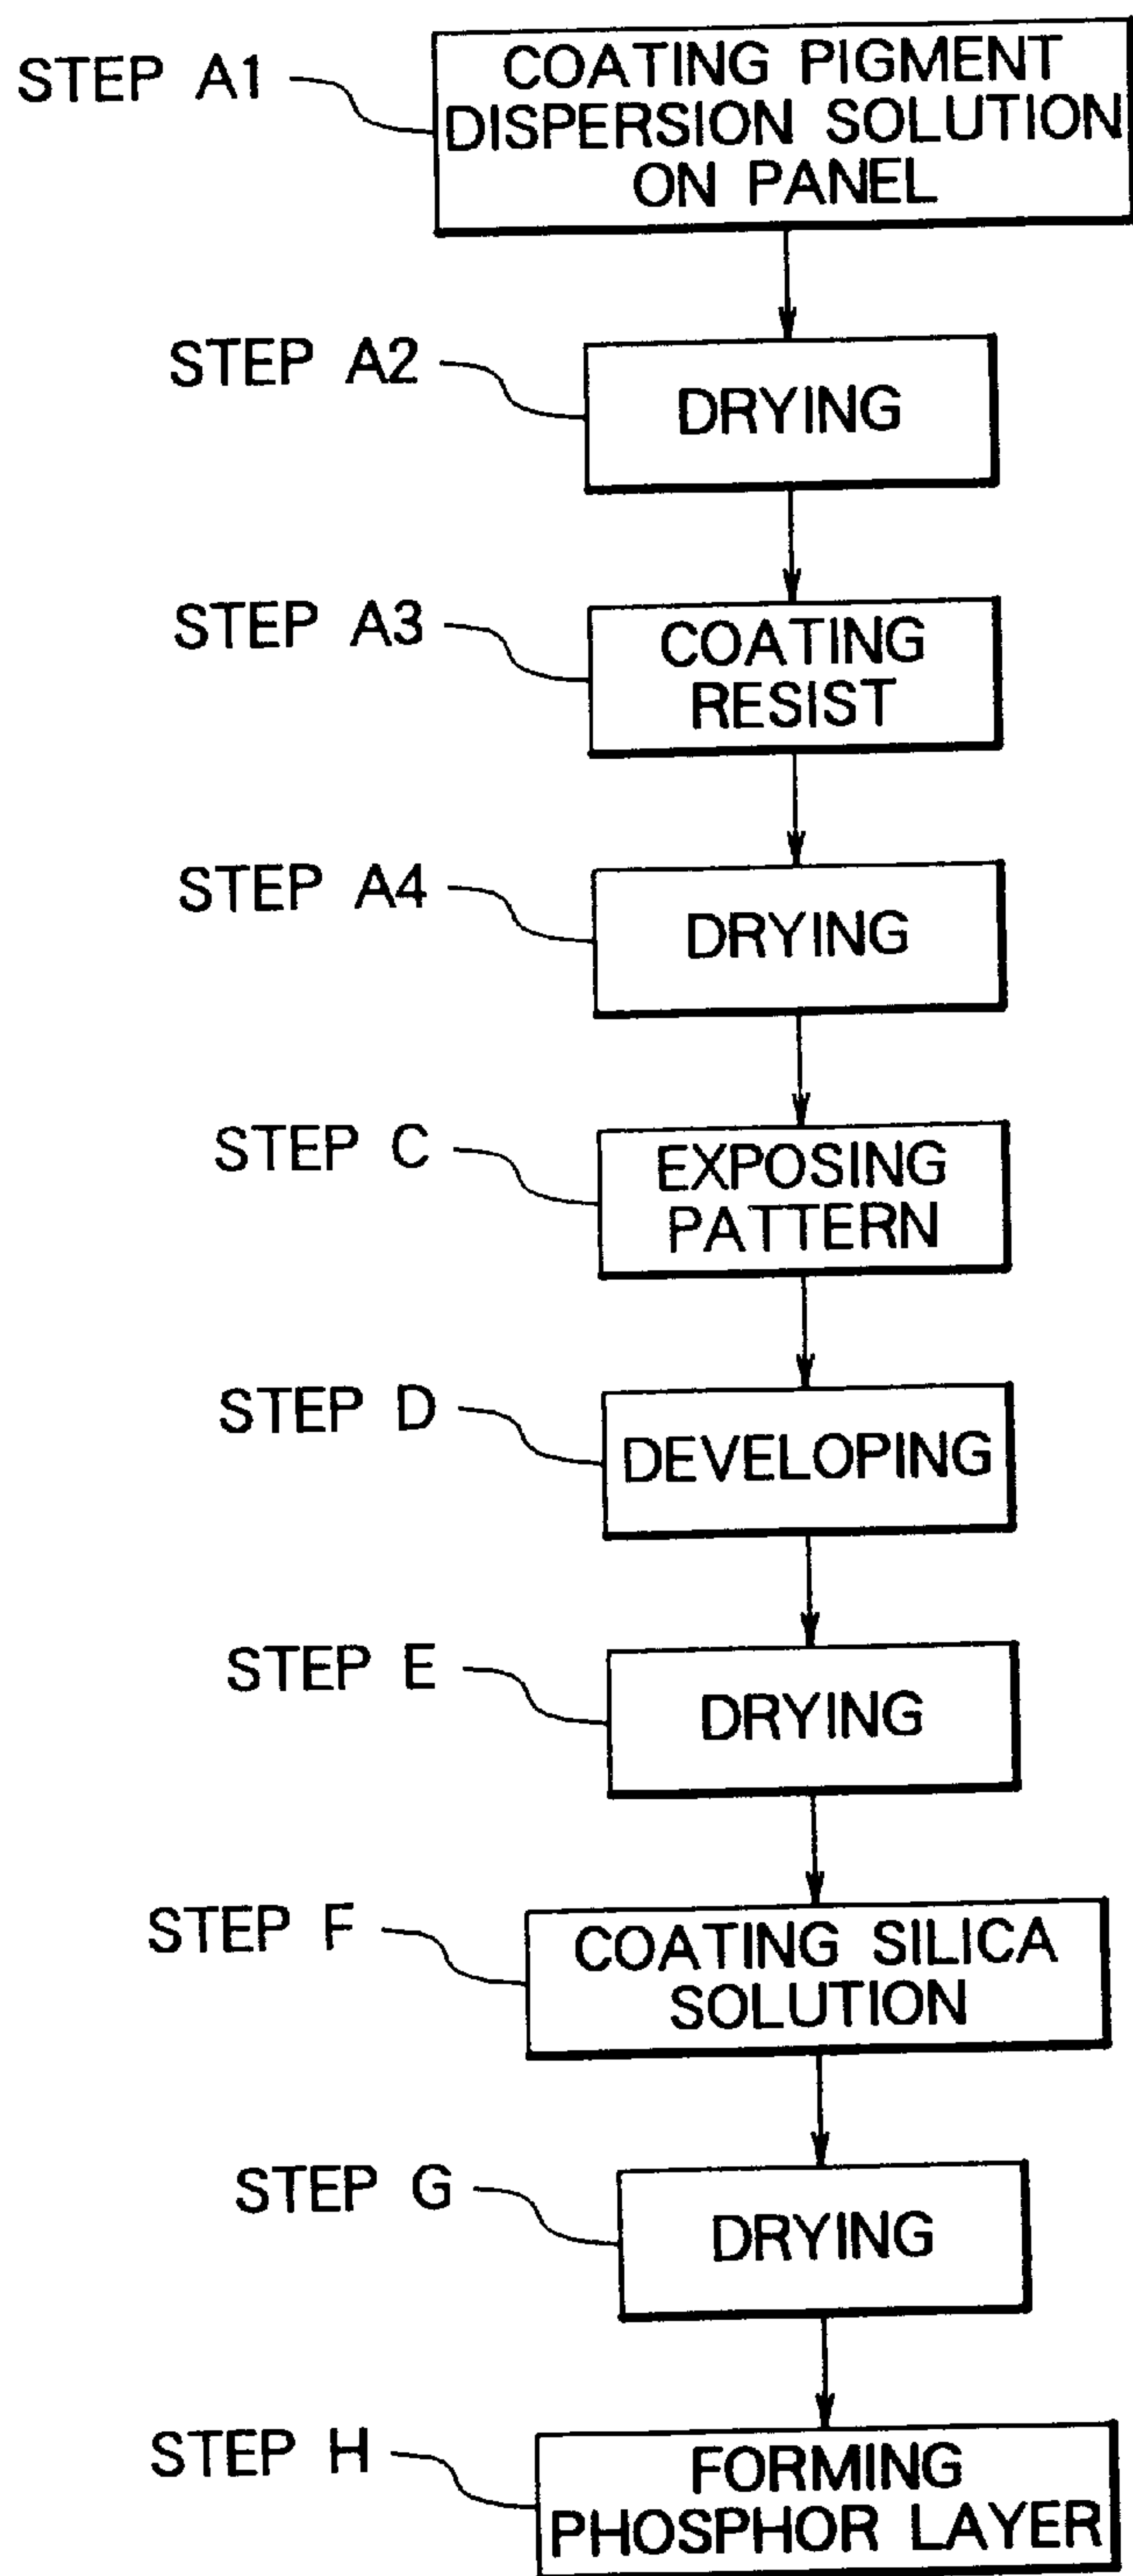 STEP A1
COATING PIGMENT
DISPERSION SOLUTION
ON PANEL
STEP A2
DRYING
STEP A3
COATING
RESIST
STEP A4
DRYING
STEP C
EXPOSING
PATTERN
STEP D
DEVELOPING
STEP E
DRYING
STEP F
COATING SILICA
SOLUTION
STEP G
DRYING
STEP H
FORMING
PHOSPHOR LAYER